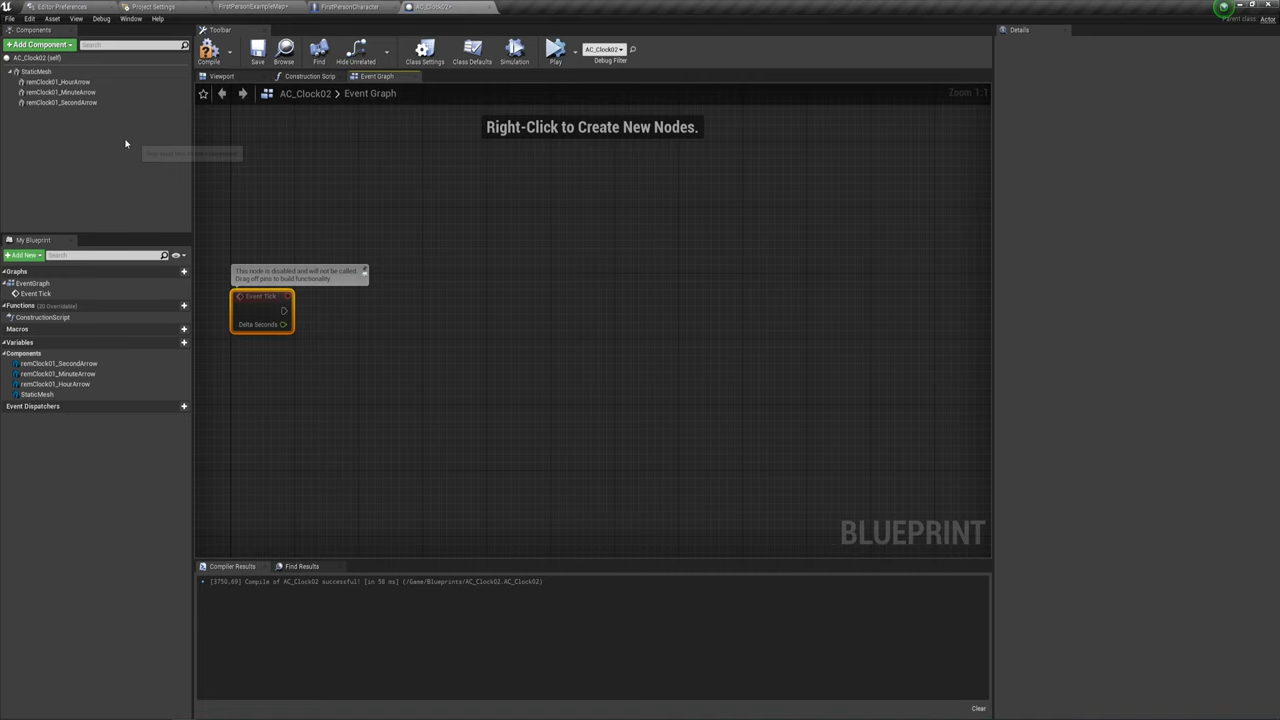 Editor Preferences
Project Settings
FirstPersonExampleMap•
FirstPersonCharacter
AC_Clock02•
File
Edit
Asset
View
Debug
Window
Help
Parent class: Actor
Components
+Add Component
Search
AC_Clock02 (self)
StaticMesh
remClock01_HourArrow
remClock01_MinuteArrow
remClock01_SecondArrow
My Blueprint
+Add New
Search
Graphs
EventGraph
Event Tick
Functions (20 Overridable)
ConstructionScript
Macros
Variables
Components
remClock01_SecondArrow
remClock01_MinuteArrow
remClock01_HourArrow
StaticMesh
Event Dispatchers
Toolbar
Compile
Save
Browse
Find
Hide Unrelated
Class Settings
Class Defaults
Simulation
Play
AC_Clock02
Debug Filter
Viewport
Construction Scrip
Event Graph
AC_Clock02 > Event Graph
Zoom 1:1
Right-Click to Create New Nodes.
This node is disabled and will not be called.
Drag off pins to build functionality.
Event Tick
Delta Seconds
BLUEPRINT
Compiler Results
Find Results
• [3750.69] Compile of AC_Clock02 successful! [in 58 ms] (/Game/Blueprints/AC_Clock02.AC_Clock02)
Clear
Details